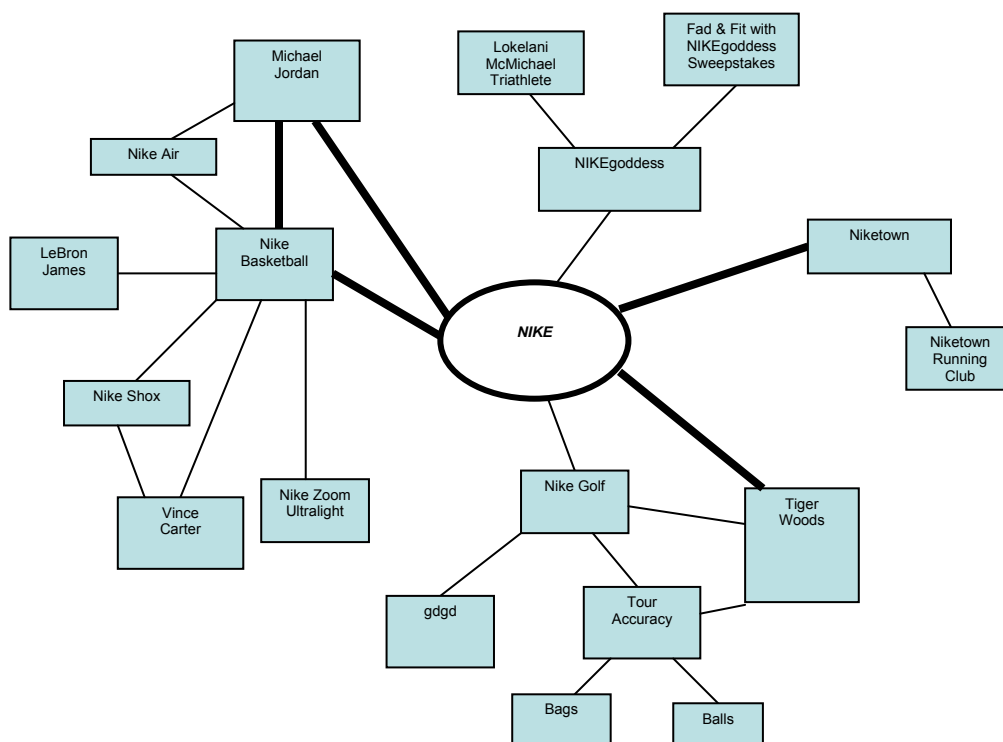 Michael
Jordan
Lokelani
McMichael
Triathlete
Fad & Fit with
NIKEgoddess
Sweepstakes
Nike Air
NIKEgoddess
LeBron
James
Nike
Basketball
Niketown
NIKE
Niketown
Running
Club
Nike Shox
Vince
Carter
Nike Zoom
Ultralight
Nike Golf
Tiger
Woods
gdgd
Tour
Accuracy
Bags
Balls